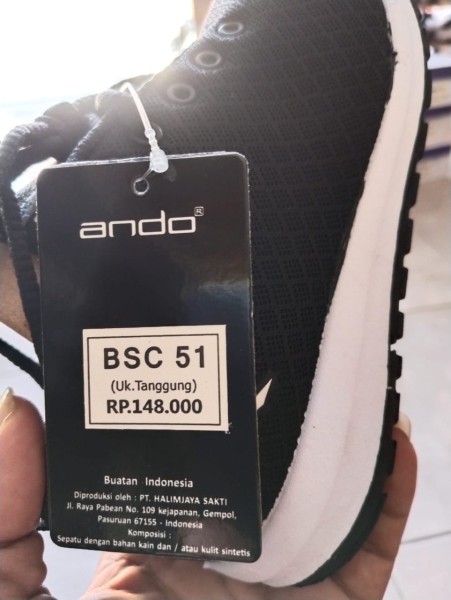 ando®
BSC 51
(Uk.Tanggung)
RP.148.000
Buatan Indonesia
Diproduksi oleh : PT. HALIMJAYA SAKTI
Jl. Raya Pabean No. 109 kejapanan, Gempol,
Pasuruan 67155 - Indonesia
Komposisi :
Sepatu dengan bahan kain dan / atau kulit sintetis